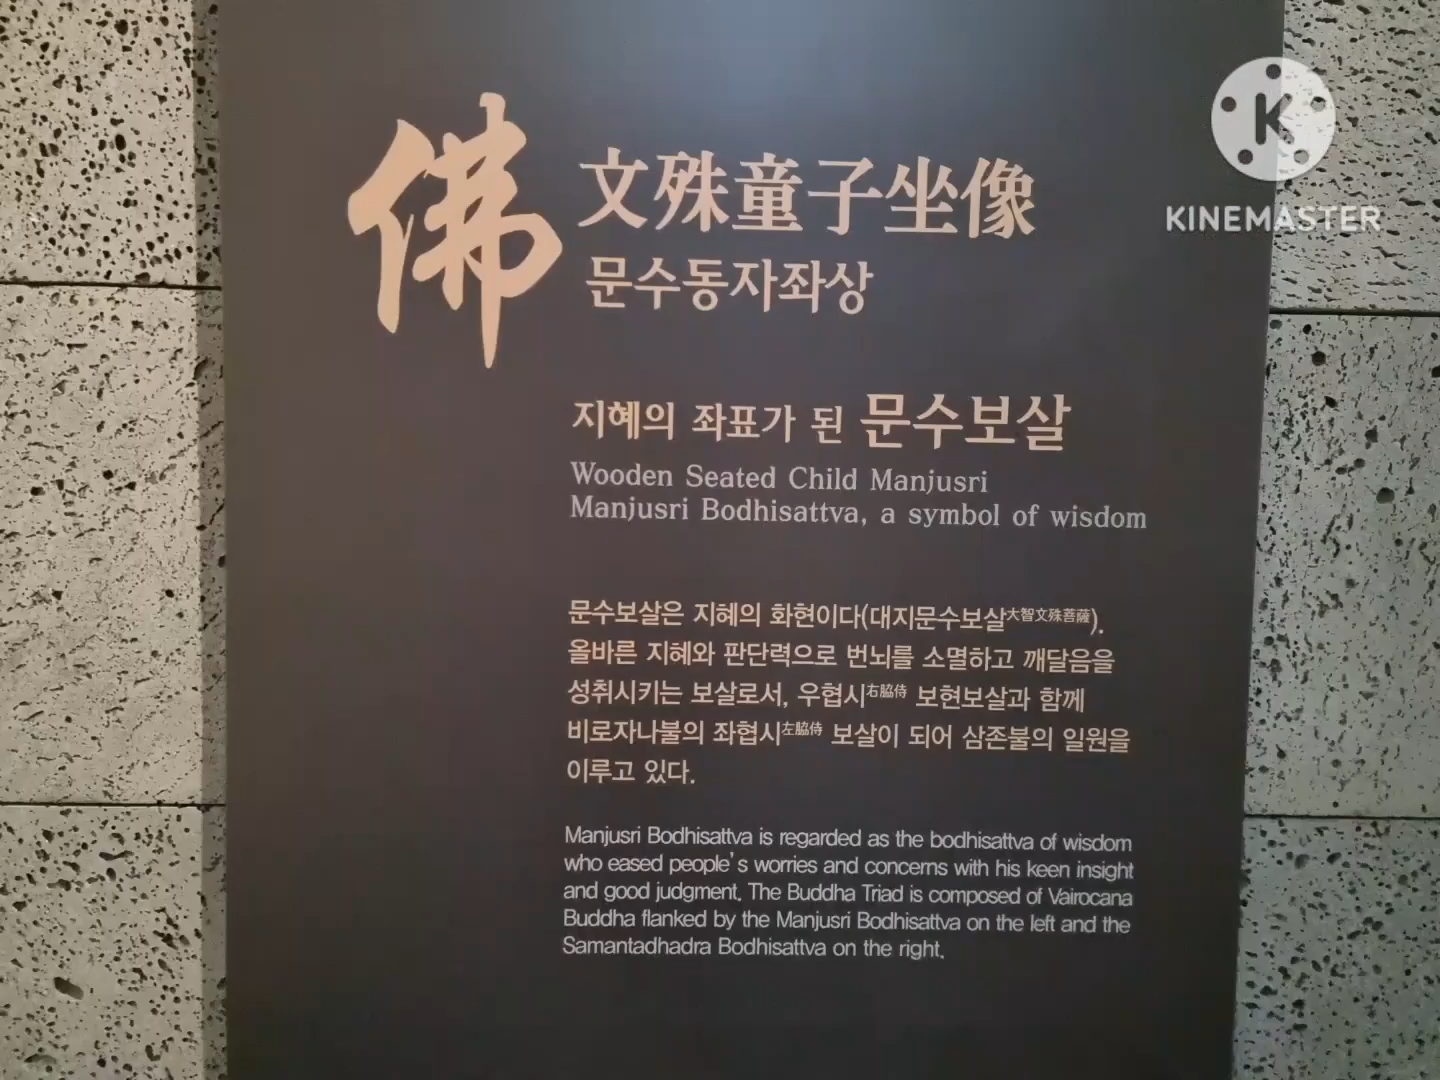 佛
文殊童子坐像
문수동자좌상
지혜의 좌표가 된 문수보살
Wooden Seated Child Manjusri
Manjusri Bodhisattva, a symbol of wisdom
문수보살은 지혜의 화현이다(대지문수보살大智文殊菩薩).
올바른 지혜와 판단력으로 번뇌를 소멸하고 깨달음을
성취시키는 보살로서, 우협시右脇侍 보현보살과 함께
비로자나불의 좌협시左脇侍 보살이 되어 삼존불의 일원을
이루고 있다.
Manjusri Bodhisattva is regarded as the bodhisattva of wisdom
who eased people's worries and concerns with his keen insight
and good judgment. The Buddha Triad is composed of Vairocana
Buddha flanked by the Manjusri Bodhisattva on the left and the
Samantadhadra Bodhisattva on the right.
K
KINEMASTER